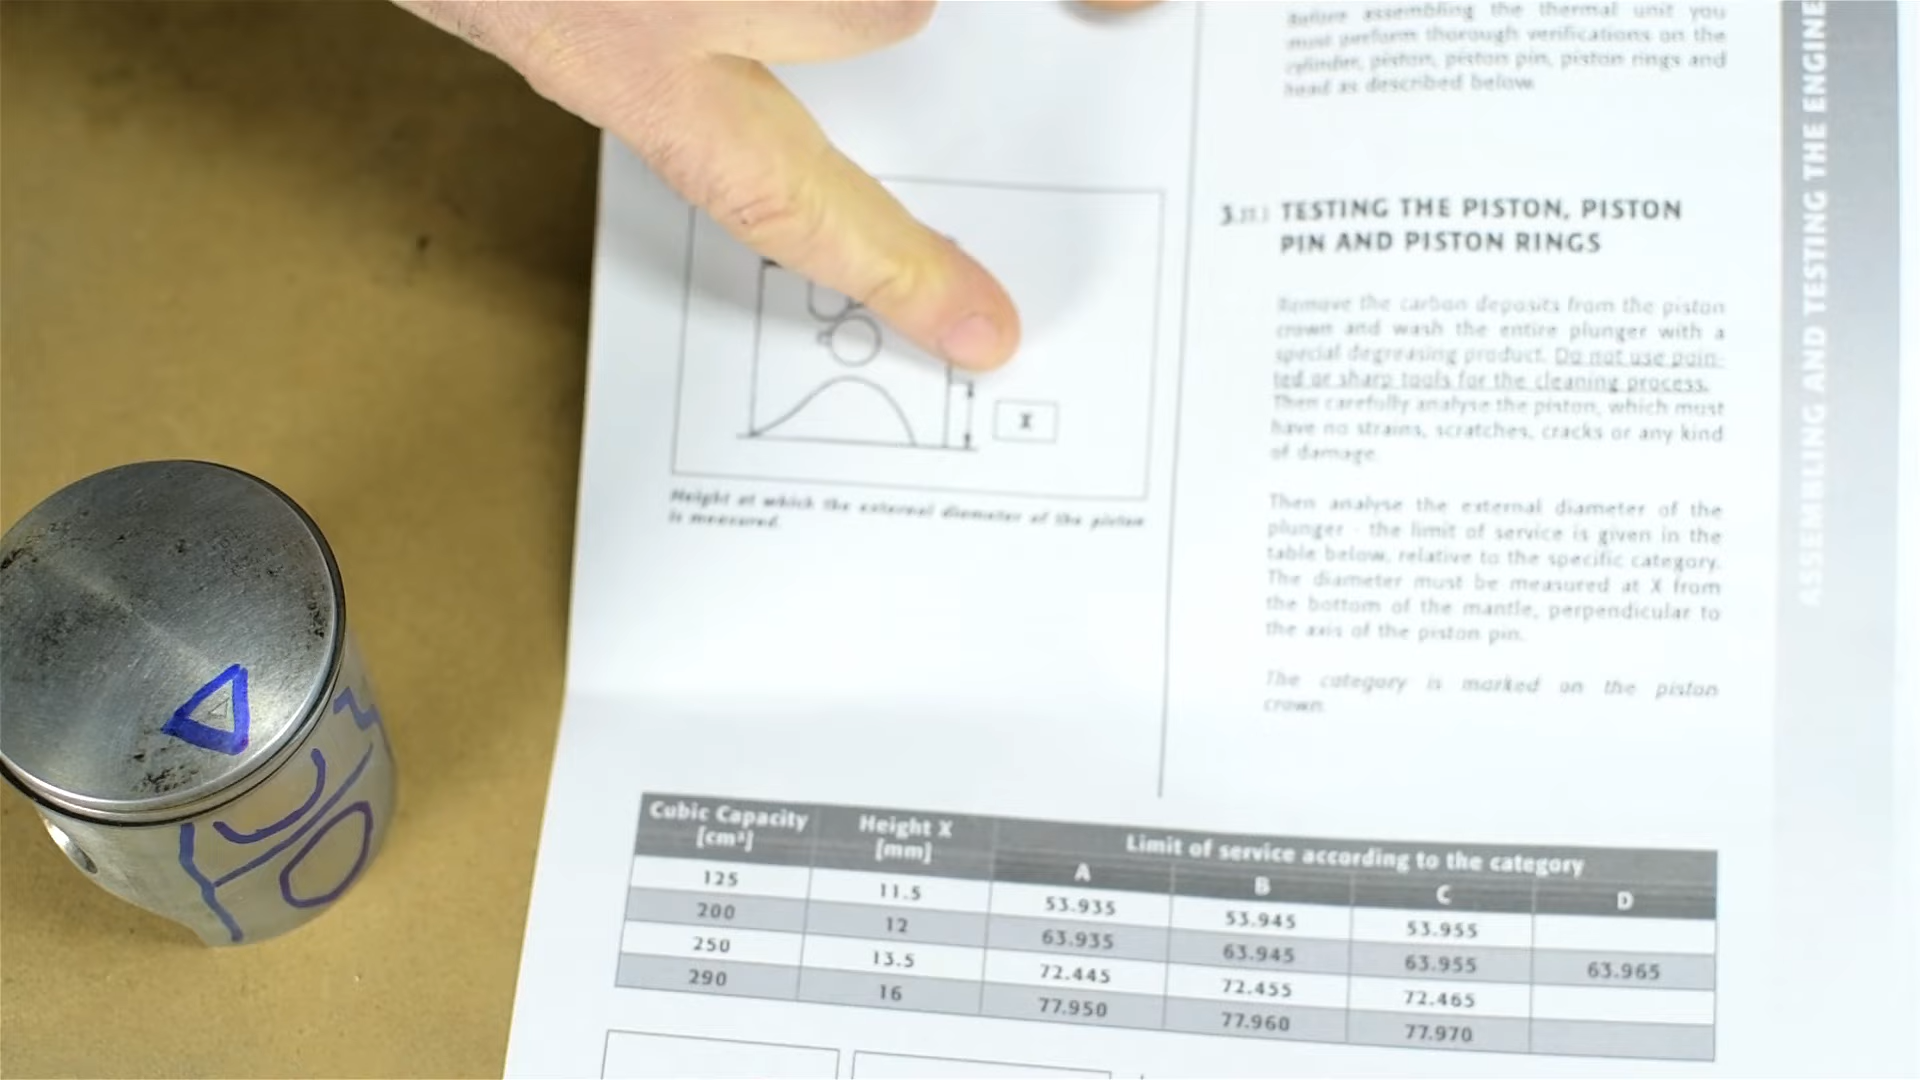 Before assembling the thermal unit you
must perform thorough verifications on the
cylinder, piston, piston pin, piston rings and
head as described below.
TESTING THE PISTON, PISTON
PIN AND PISTON RINGS
Remove the carbon deposits from the piston
crown and wash the entire plunger with a
special degreasing product. Do not use poin-
ted or sharp tools for the cleaning process.
Then carefully analyse the piston, which must
have no strains, scratches, cracks or any kind
of damage.
Then analyse the external diameter of the
plunger - the limit of service is given in the
table below, relative to the specific category.
The diameter must be measured at X from
the bottom of the mantle, perpendicular to
the axis of the piston pin.
The category is marked on the piston
crown.
X
Height at which the external diameter of the piston
is measured.
Cubic Capacity [cm³] Height X [mm] Limit of service according to the category
A B C D
125 11.5 53.935 53.945 53.955
200 12 63.935 63.945 63.955 63.965
250 13.5 72.445 72.455 72.465
290 16 77.950 77.960 77.970
ASSEMBLING AND TESTING THE ENGINE